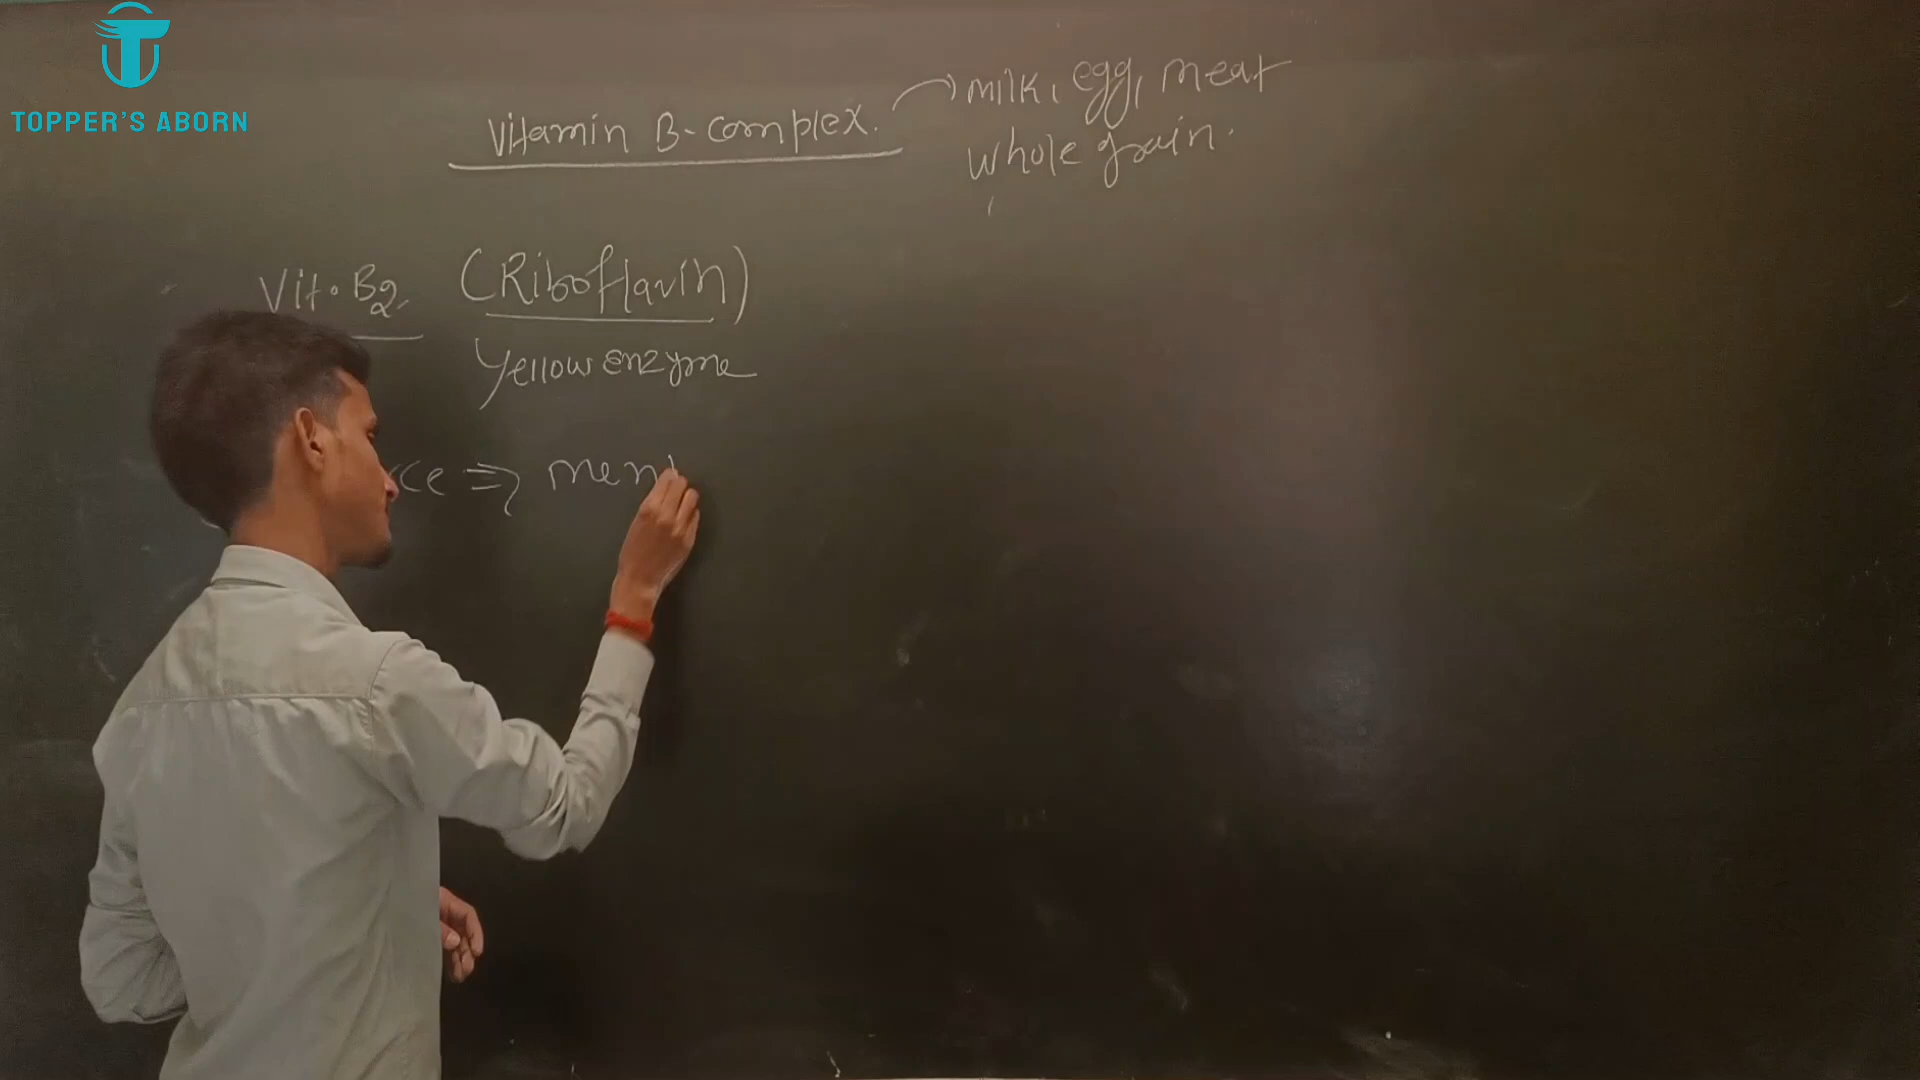 TOPPER'S ABORN
Vitamin B-complex. → milk, egg, meat
whole grain.
Vit. B2 (Riboflavin)
Yellow enzyme
ce ⇒ men